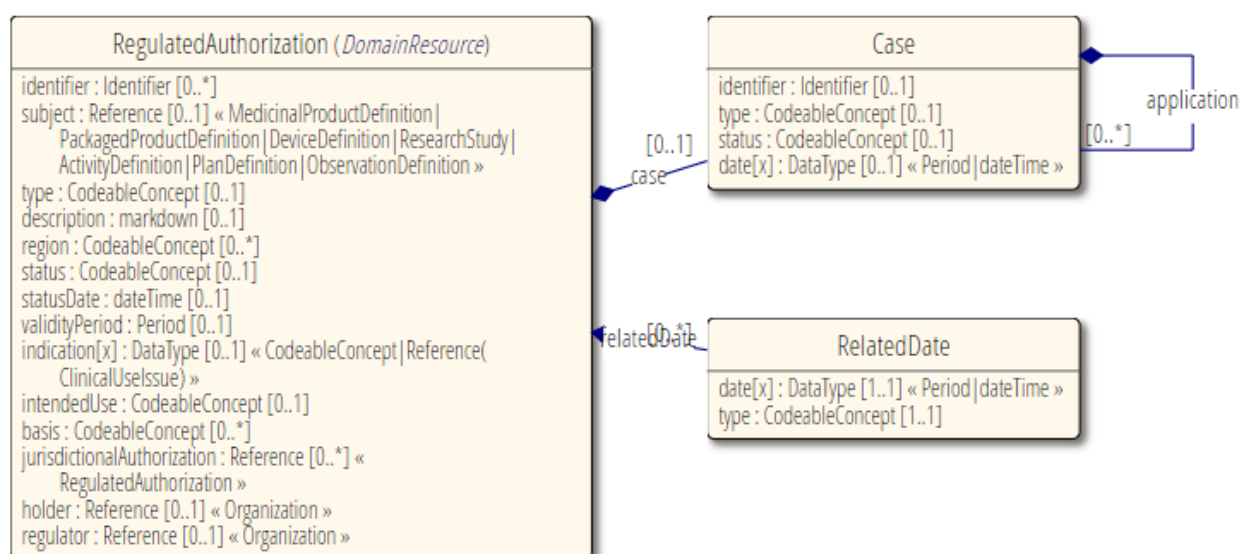 RegulatedAuthorization (DomainResource)
identifier : Identifier [0..*]
subject : Reference [0..1] « MedicinalProductDefinition|
PackagedProductDefinition|DeviceDefinition|ResearchStudy|
ActivityDefinition|PlanDefinition|ObservationDefinition »
type : CodeableConcept [0..1]
description : markdown [0..1]
region : CodeableConcept [0..*]
status : CodeableConcept [0..1]
statusDate : dateTime [0..1]
validityPeriod : Period [0..1]
indication[x] : DataType [0..1] « CodeableConcept|Reference(
ClinicalUseIssue) »
intendedUse : CodeableConcept [0..1]
basis : CodeableConcept [0..*]
jurisdictionalAuthorization : Reference [0..*] «
RegulatedAuthorization »
holder : Reference [0..1] « Organization »
regulator : Reference [0..1] « Organization »
[0..1]
case
Case
identifier : Identifier [0..1]
type : CodeableConcept [0..1]
status : CodeableConcept [0..1]
date[x] : DataType [0..1] « Period|dateTime »
application
[0..*]
relatedDate
[0..*]
RelatedDate
date[x] : DataType [1..1] « Period|dateTime »
type : CodeableConcept [1..1]